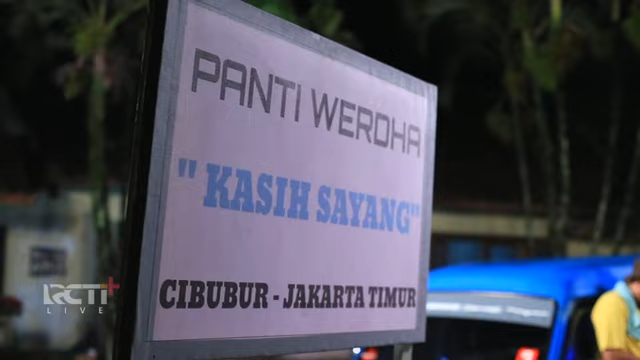 PANTI WERDHA
"KASIH SAYANG"
CIBUBUR - JAKARTA TIMUR
RCTI+
LIVE